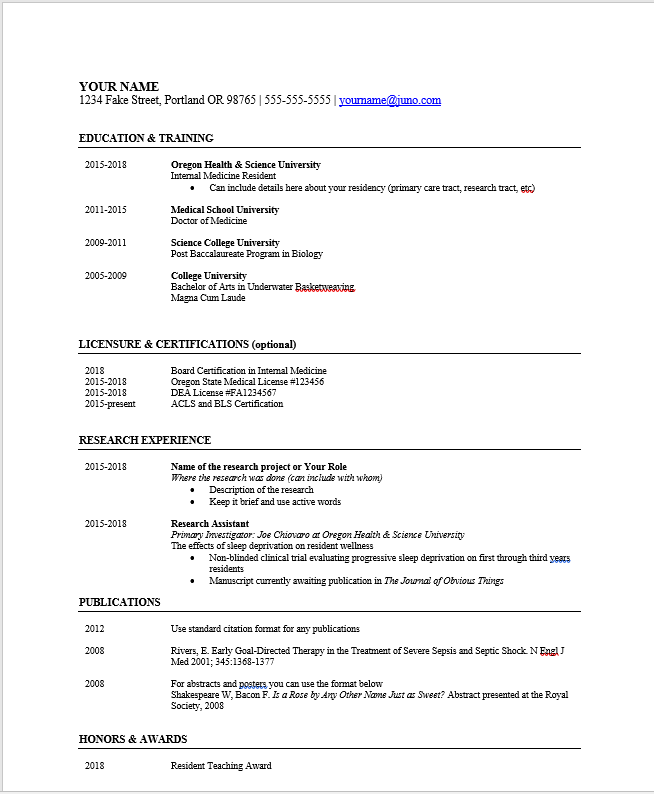 YOUR NAME
1234 Fake Street, Portland OR 98765 | 555-555-5555 | yourname@juno.com
EDUCATION & TRAINING
2015-2018 Oregon Health & Science University
Internal Medicine Resident
• Can include details here about your residency (primary care tract, research tract, etc)
2011-2015 Medical School University
Doctor of Medicine
2009-2011 Science College University
Post Baccalaureate Program in Biology
2005-2009 College University
Bachelor of Arts in Underwater Basketweaving
Magna Cum Laude
LICENSURE & CERTIFICATIONS (optional)
2018 Board Certification in Internal Medicine
2015-2018 Oregon State Medical License #123456
2015-2018 DEA License #FA1234567
2015-present ACLS and BLS Certification
RESEARCH EXPERIENCE
2015-2018 Name of the research project or Your Role
Where the research was done (can include with whom)
• Description of the research
• Keep it brief and use active words
2015-2018 Research Assistant
Primary Investigator: Joe Chiovaro at Oregon Health & Science University
The effects of sleep deprivation on resident wellness
• Non-blinded clinical trial evaluating progressive sleep deprivation on first through third years
residents
• Manuscript currently awaiting publication in The Journal of Obvious Things
PUBLICATIONS
2012 Use standard citation format for any publications
2008 Rivers, E. Early Goal-Directed Therapy in the Treatment of Severe Sepsis and Septic Shock. N Engl J
Med 2001; 345:1368-1377
2008 For abstracts and posters you can use the format below
Shakespeare W, Bacon F. Is a Rose by Any Other Name Just as Sweet? Abstract presented at the Royal
Society, 2008
HONORS & AWARDS
2018 Resident Teaching Award